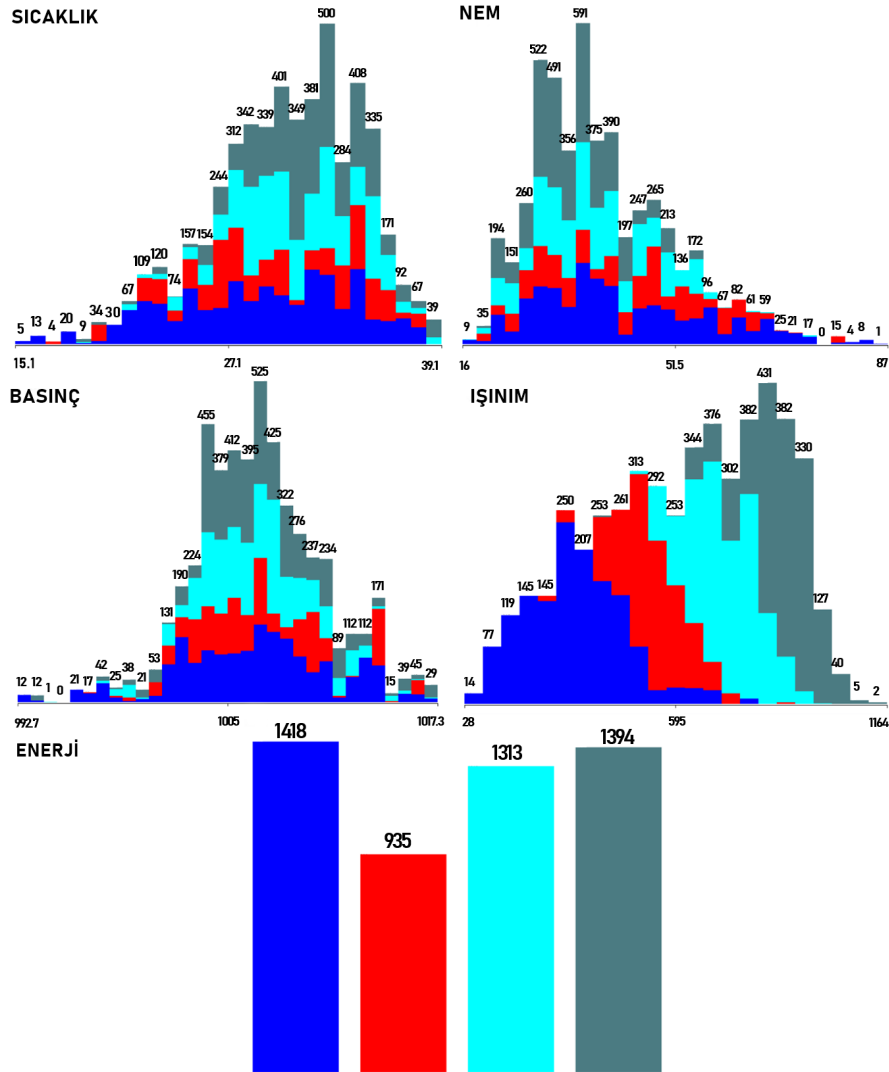 SICAKLIK
5 13 4 20 9 34 30 67 109 120 74 157 154 244 312 342 339 401 349 381 500 284 408 335 171 92 67 39
15.1 27.1 39.1
NEM
9 35 194 151 260 522 491 356 591 375 390 197 247 265 213 136 172 96 67 82 61 59 25 21 17 0 15 4 8 1
16 51.5 87
BASINÇ
12 12 1 0 21 17 42 25 38 21 53 131 190 224 455 379 412 395 525 425 322 276 237 234 89 112 112 171 15 39 45 29
992.7 1005 1017.3
IŞINIM
14 77 119 145 145 250 207 253 261 313 292 253 344 376 302 382 431 382 330 127 40 5 2
28 595 1164
ENERJİ
1418 935 1313 1394